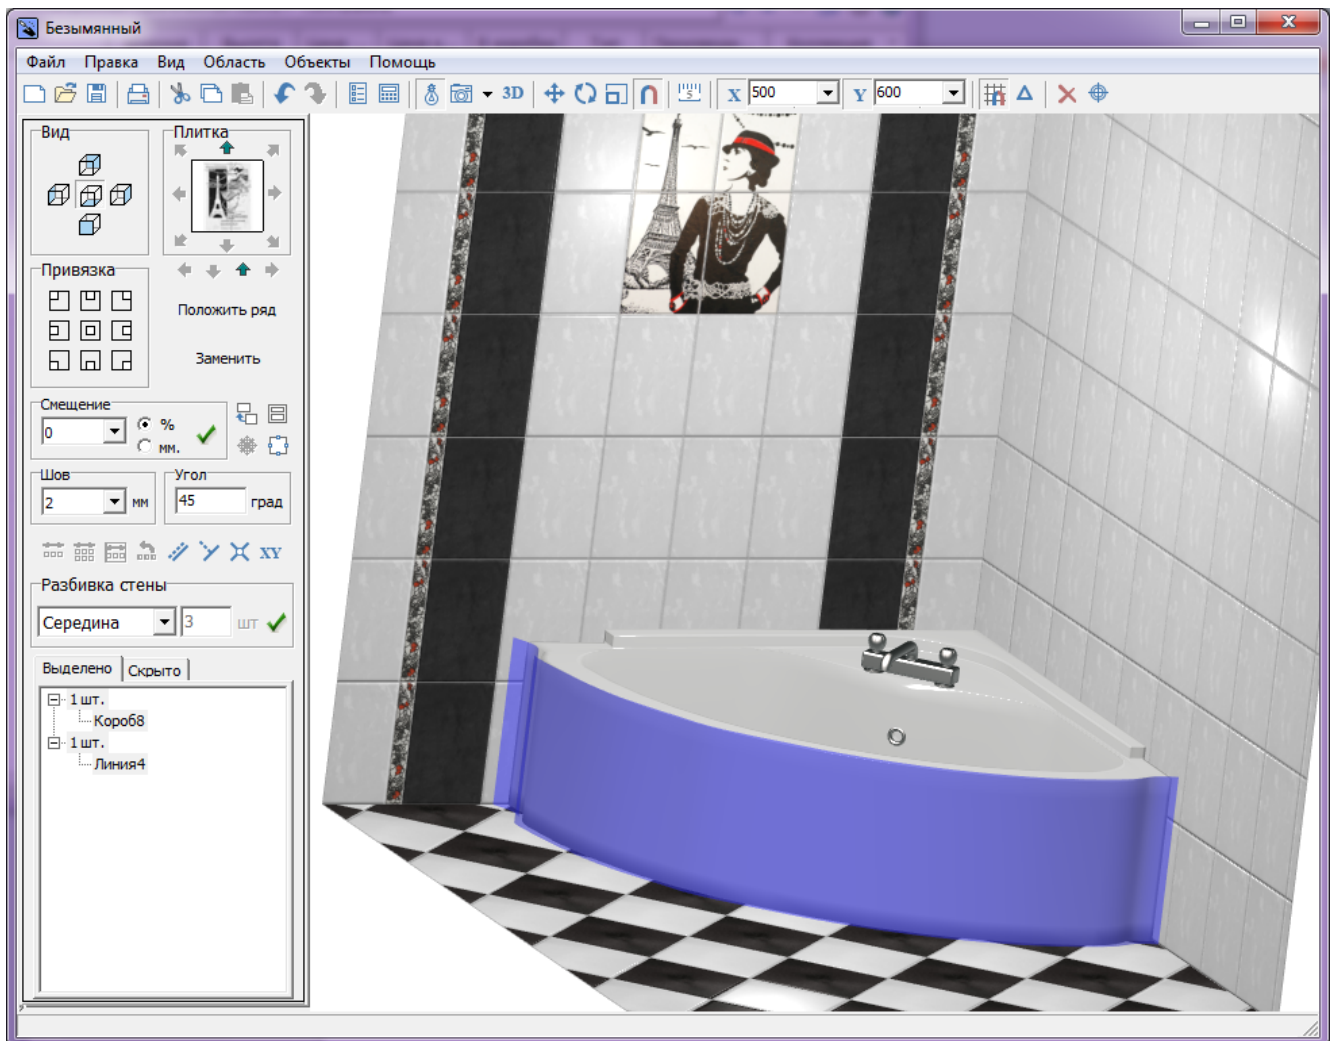 Безымянный
Файл Правка Вид Область Объекты Помощь
3D 5 X 500 Y 600
Вид Плитка
Привязка
Положить ряд
Заменить
Смещение
0 % мм.
Шов Угол
2 мм 45 град
XY
Разбивка стены
Середина 3 шт
Выделено Скрыто
1 шт.
Короб8
1 шт.
Линия4